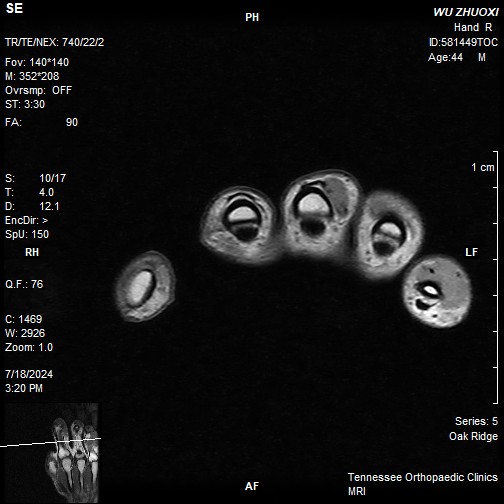 SE
PH
WU ZHUOXI
Hand R
ID:581449TOC
Age:44 M
TR/TE/NEX: 740/22/2
Fov: 140*140
M: 352*208
Ovrsmp: OFF
ST: 3:30
FA: 90
1 cm
S: 10/17
T: 4.0
D: 12.1
EncDir: >
SpU: 150
RH
LF
Q.F.: 76
C: 1469
W: 2926
Zoom: 1.0
7/18/2024
3:20 PM
Series: 5
Oak Ridge
Tennessee Orthopaedic Clinics
MRI
AF